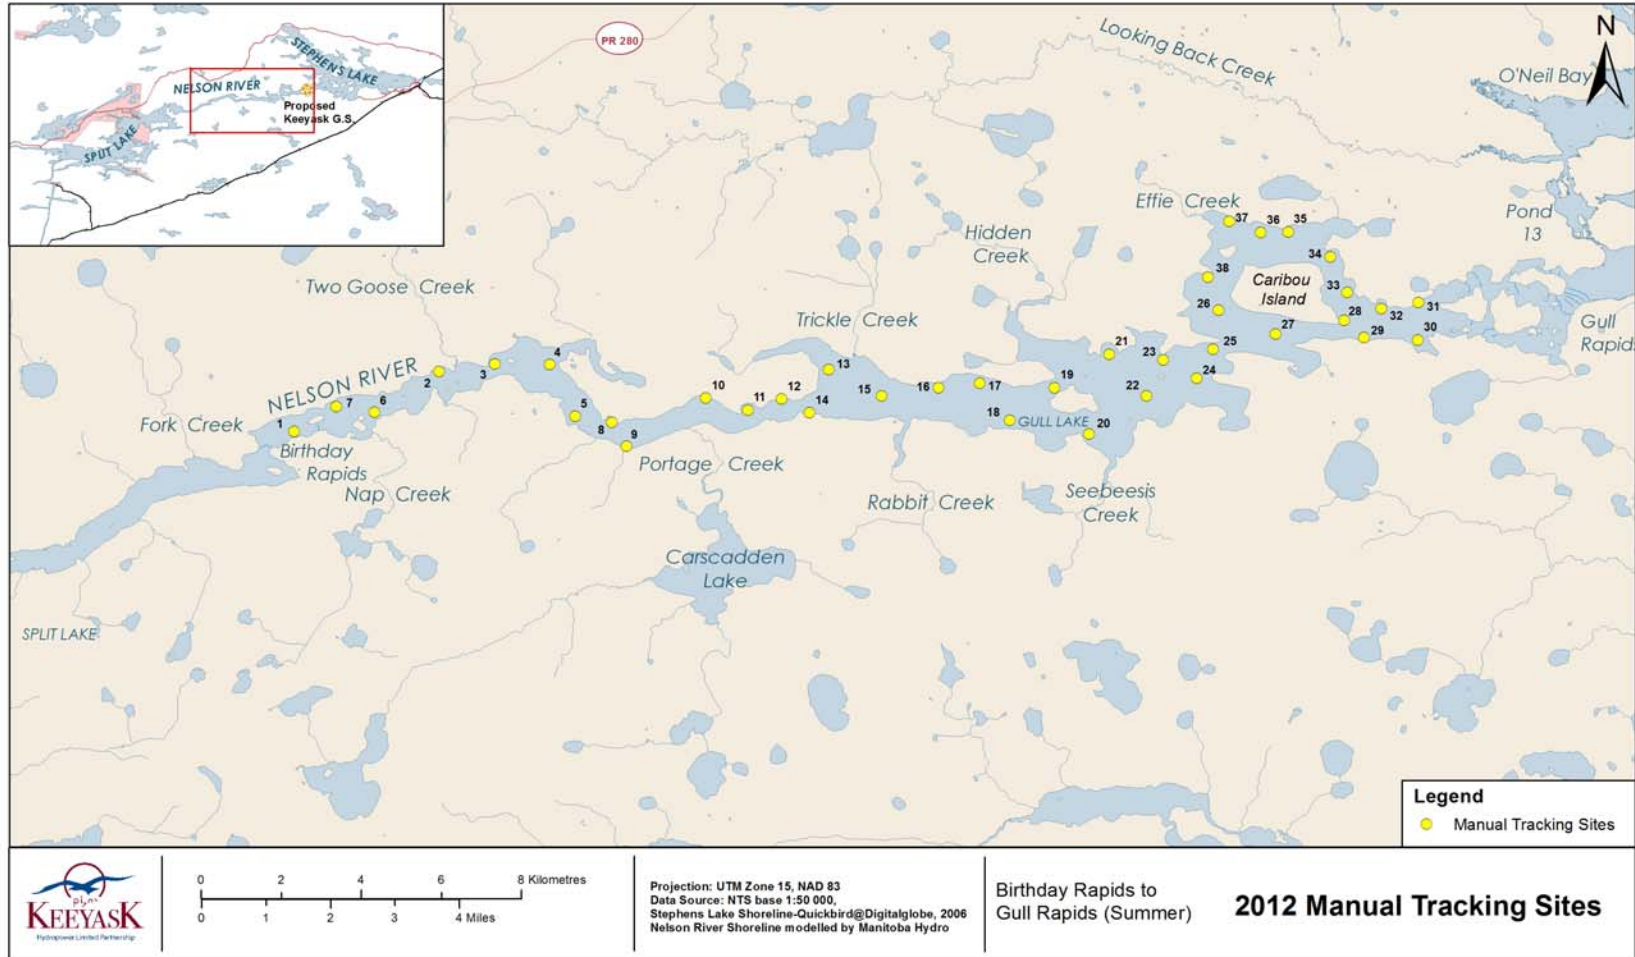 STEPHENS LAKE
NELSON RIVER
Proposed
Keeyask G.S.
SPLIT LAKE
PR 280
Looking Back Creek
N
O'Neil Bay
Effie Creek
37
36
35
Pond
13
Hidden
Creek
34
38
Caribou
Island
33
Two Goose Creek
26
28
32
31
Trickle Creek
27
29
30
Gull
Rapids
21
23
25
4
3
NELSON RIVER
2
13
24
10
12
15
16
17
19
22
7
6
11
14
5
18
GULL LAKE
20
Fork Creek
1
8
9
Birthday
Rapids
Portage Creek
Nap Creek
Rabbit Creek
Seebeesis
Creek
Carscadden
Lake
SPLIT LAKE
Legend
Manual Tracking Sites
KEEYASK
Hydropower Limited Partnership
0 2 4 6 8 Kilometres
0 1 2 3 4 Miles
Projection: UTM Zone 15, NAD 83
Data Source: NTS base 1:50 000,
Stephens Lake Shoreline-Quickbird@Digitalglobe, 2006
Nelson River Shoreline modelled by Manitoba Hydro
Birthday Rapids to
Gull Rapids (Summer)
2012 Manual Tracking Sites